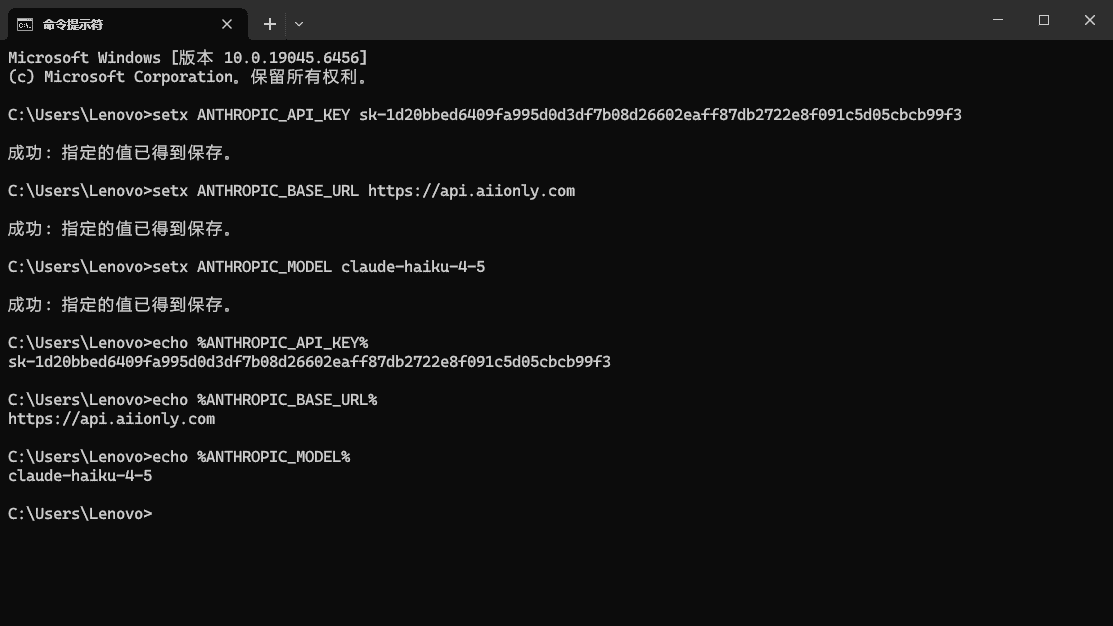 命令提示符
Microsoft Windows [版本 10.0.19045.6456]
(c) Microsoft Corporation。保留所有权利。
C:\Users\Lenovo>setx ANTHROPIC_API_KEY sk-1d20bbed6409fa995d0d3df7b08d26602eaff87db2722e8f091c5d05cbcb99f3
成功: 指定的值已得到保存。
C:\Users\Lenovo>setx ANTHROPIC_BASE_URL https://api.aiionly.com
成功: 指定的值已得到保存。
C:\Users\Lenovo>setx ANTHROPIC_MODEL claude-haiku-4-5
成功: 指定的值已得到保存。
C:\Users\Lenovo>echo %ANTHROPIC_API_KEY%
sk-1d20bbed6409fa995d0d3df7b08d26602eaff87db2722e8f091c5d05cbcb99f3
C:\Users\Lenovo>echo %ANTHROPIC_BASE_URL%
https://api.aiionly.com
C:\Users\Lenovo>echo %ANTHROPIC_MODEL%
claude-haiku-4-5
C:\Users\Lenovo>